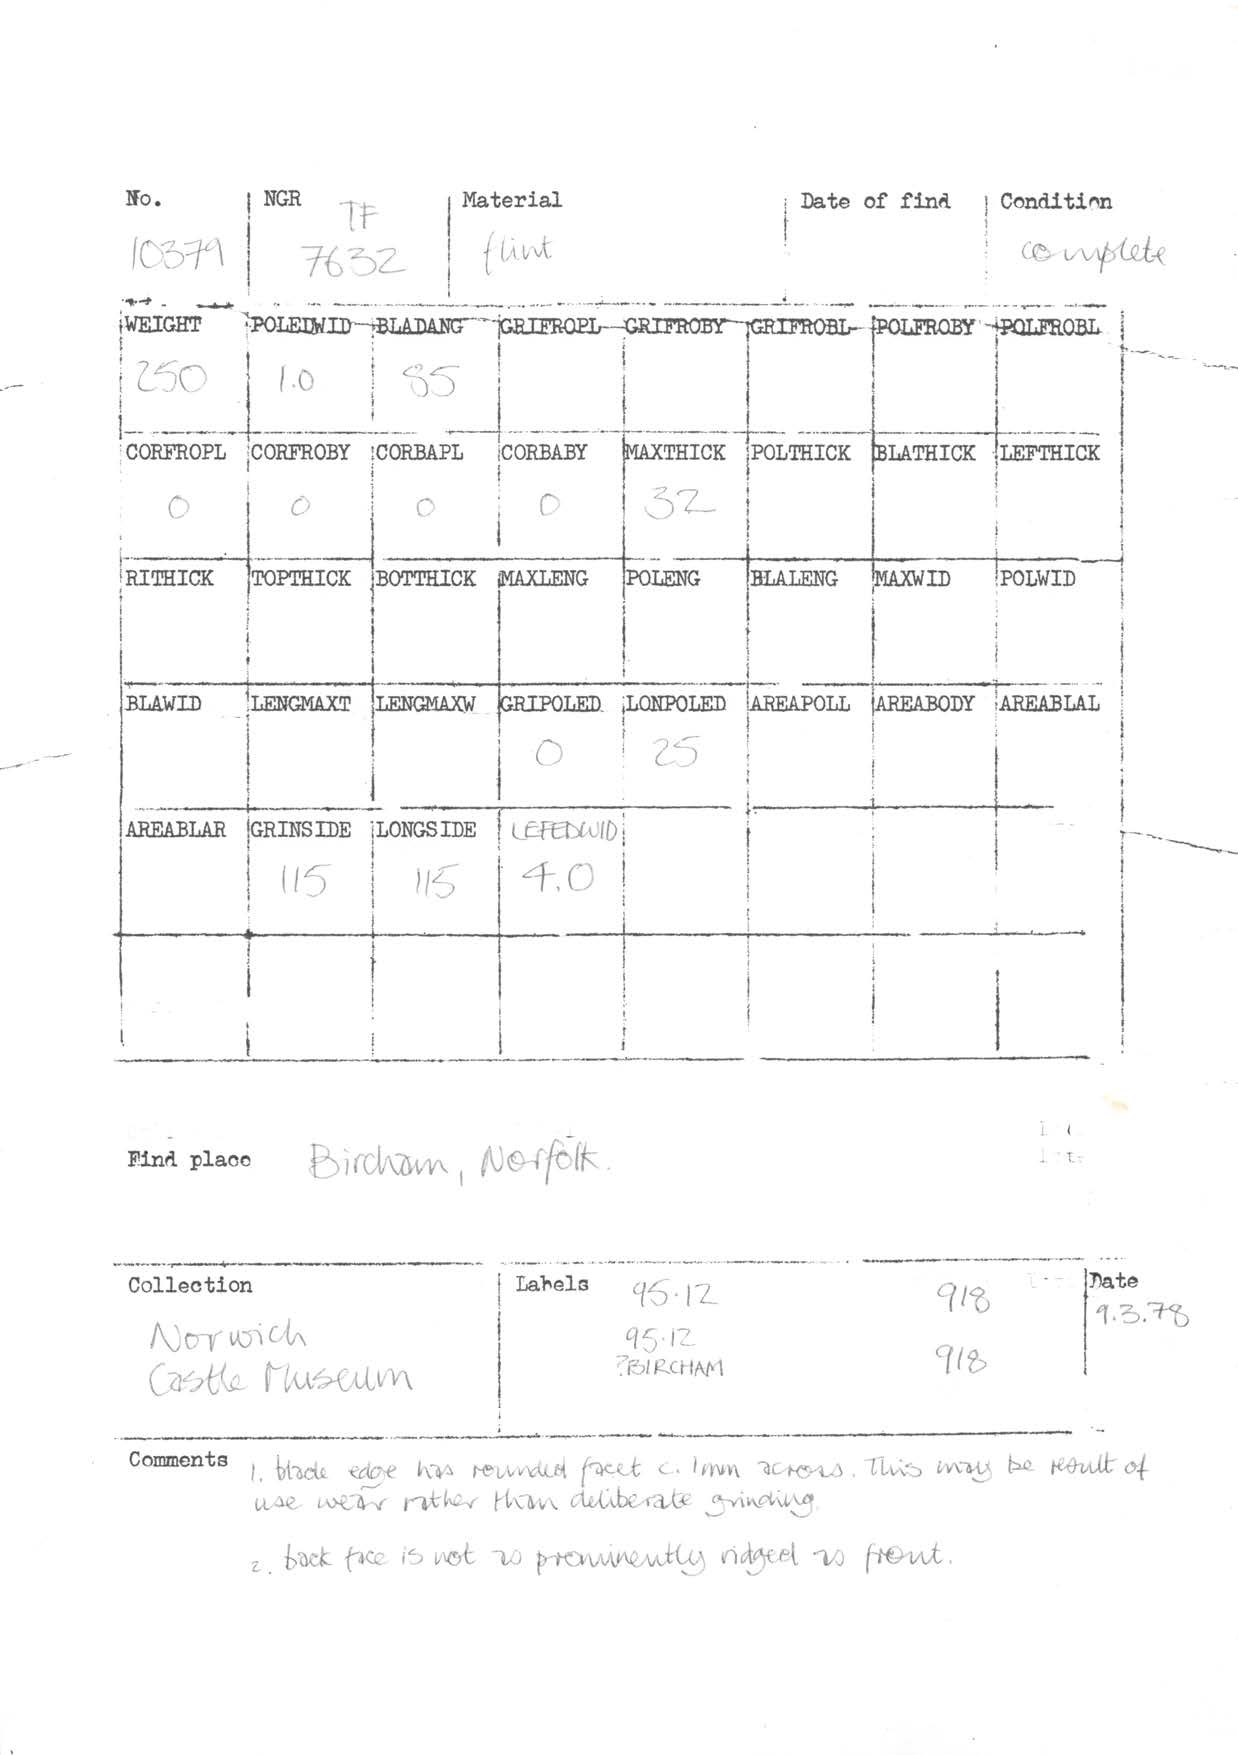 No. NGR TF Material Date of find Condition
10379 7632 flint complete
WEIGHT POLEDWID BLADANG GRIFROPL GRIFROBY GRIFROBL POLFROBY POLFROBL
250 1.0 85
CORFROPL CORFROBY CORBAPL CORBABY MAXTHICK POLTHICK BLATHICK LEFTHICK
0 0 0 0 32
RITHICK TOPTHICK BOTTHICK MAXLENG POLENG BLALENG MAXWID POLWID
BLAWID LENGMAXT LENGMAXW GRIPOLED LONPOLED AREAPOLL AREABODY AREABLAL
0 25
AREABLAR GRINSIDE LONGSIDE LEFEDWID
115 115 4.0
Find place Bircham, Norfolk.
Collection Labels 95.12 918 Date
9.3.78
Norwich 95.12
Castle Museum ?BIRCHAM 918
Comments 1. blade edge has rounded facet c. 1mm across. This may be result of
use wear rather than deliberate grinding.
2. back face is not as prominently ridged as front.